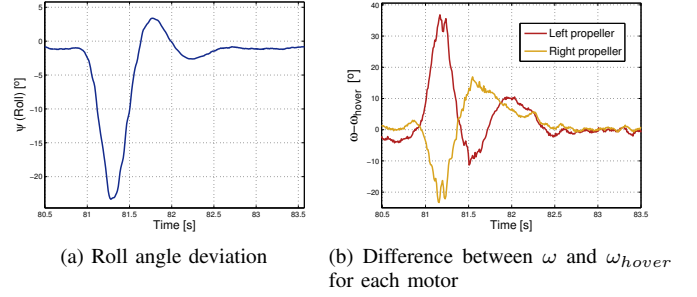 5
0
−5
−10
−15
−20
ψ (Roll) [º]
80.5 81 81.5 82 82.5 83 83.5
Time [s]
(a) Roll angle deviation
40
30
20
10
0
−10
−20
ω−ωhover [º]
Left propeller
Right propeller
80.5 81 81.5 82 82.5 83 83.5
Time [s]
(b) Difference between ω and ωhover
for each motor